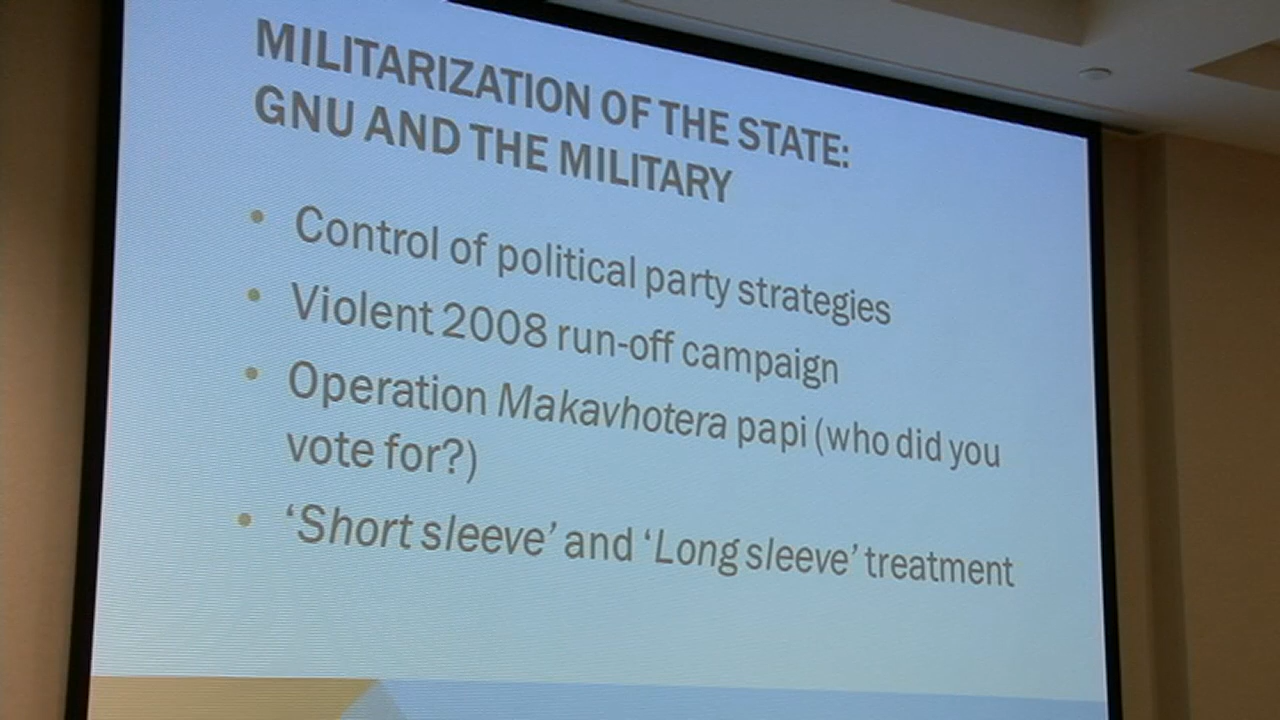 MILITARIZATION OF THE STATE:
GNU AND THE MILITARY
• Control of political party strategies
• Violent 2008 run-off campaign
• Operation Makavhotera papi (who did you
vote for?)
• ‘Short sleeve’ and ‘Long sleeve’ treatment